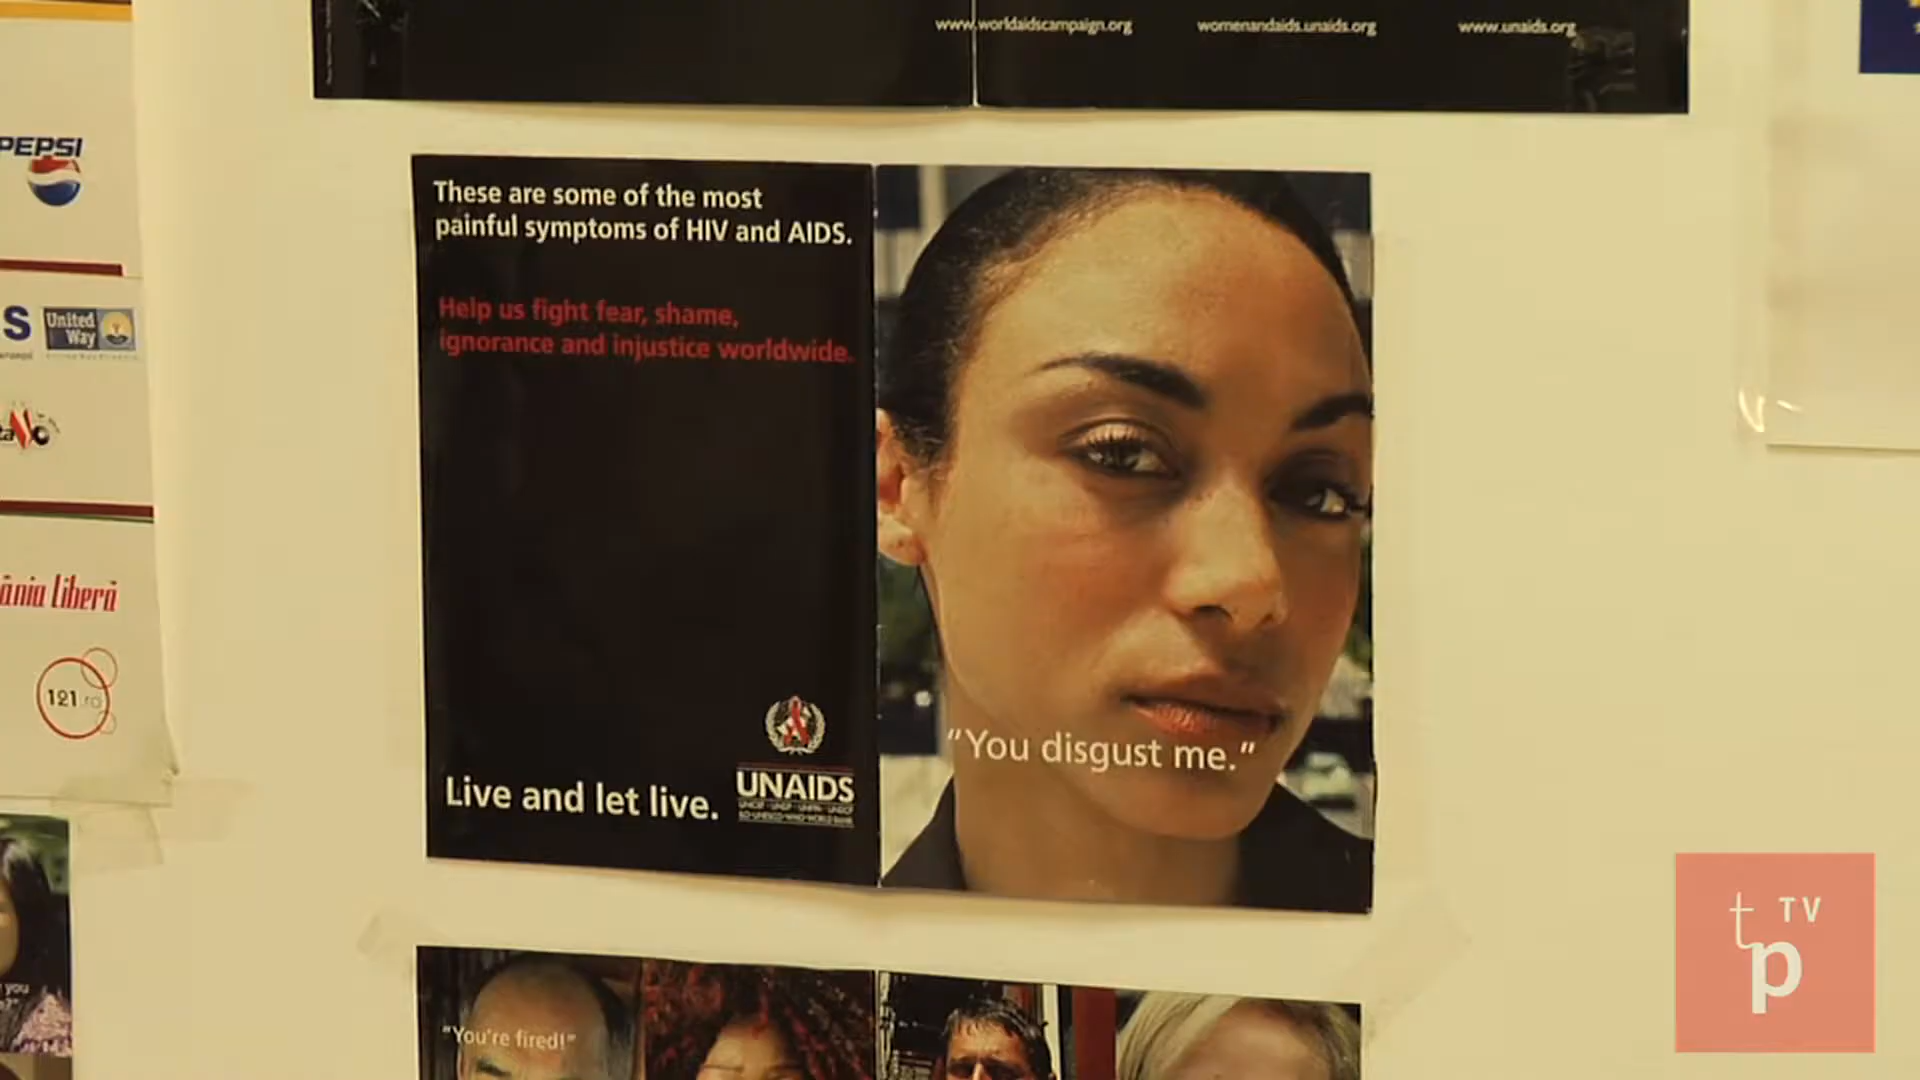 www.worldaidscampaign.org
womenandaids.unaids.org
www.unaids.org
PEPSI
S
United
Way
ânia liberă
121.ro
These are some of the most
painful symptoms of HIV and AIDS.
Help us fight fear, shame,
ignorance and injustice worldwide.
Live and let live.
UNAIDS
"You disgust me."
you
?"
"You're fired!"
t TV
p